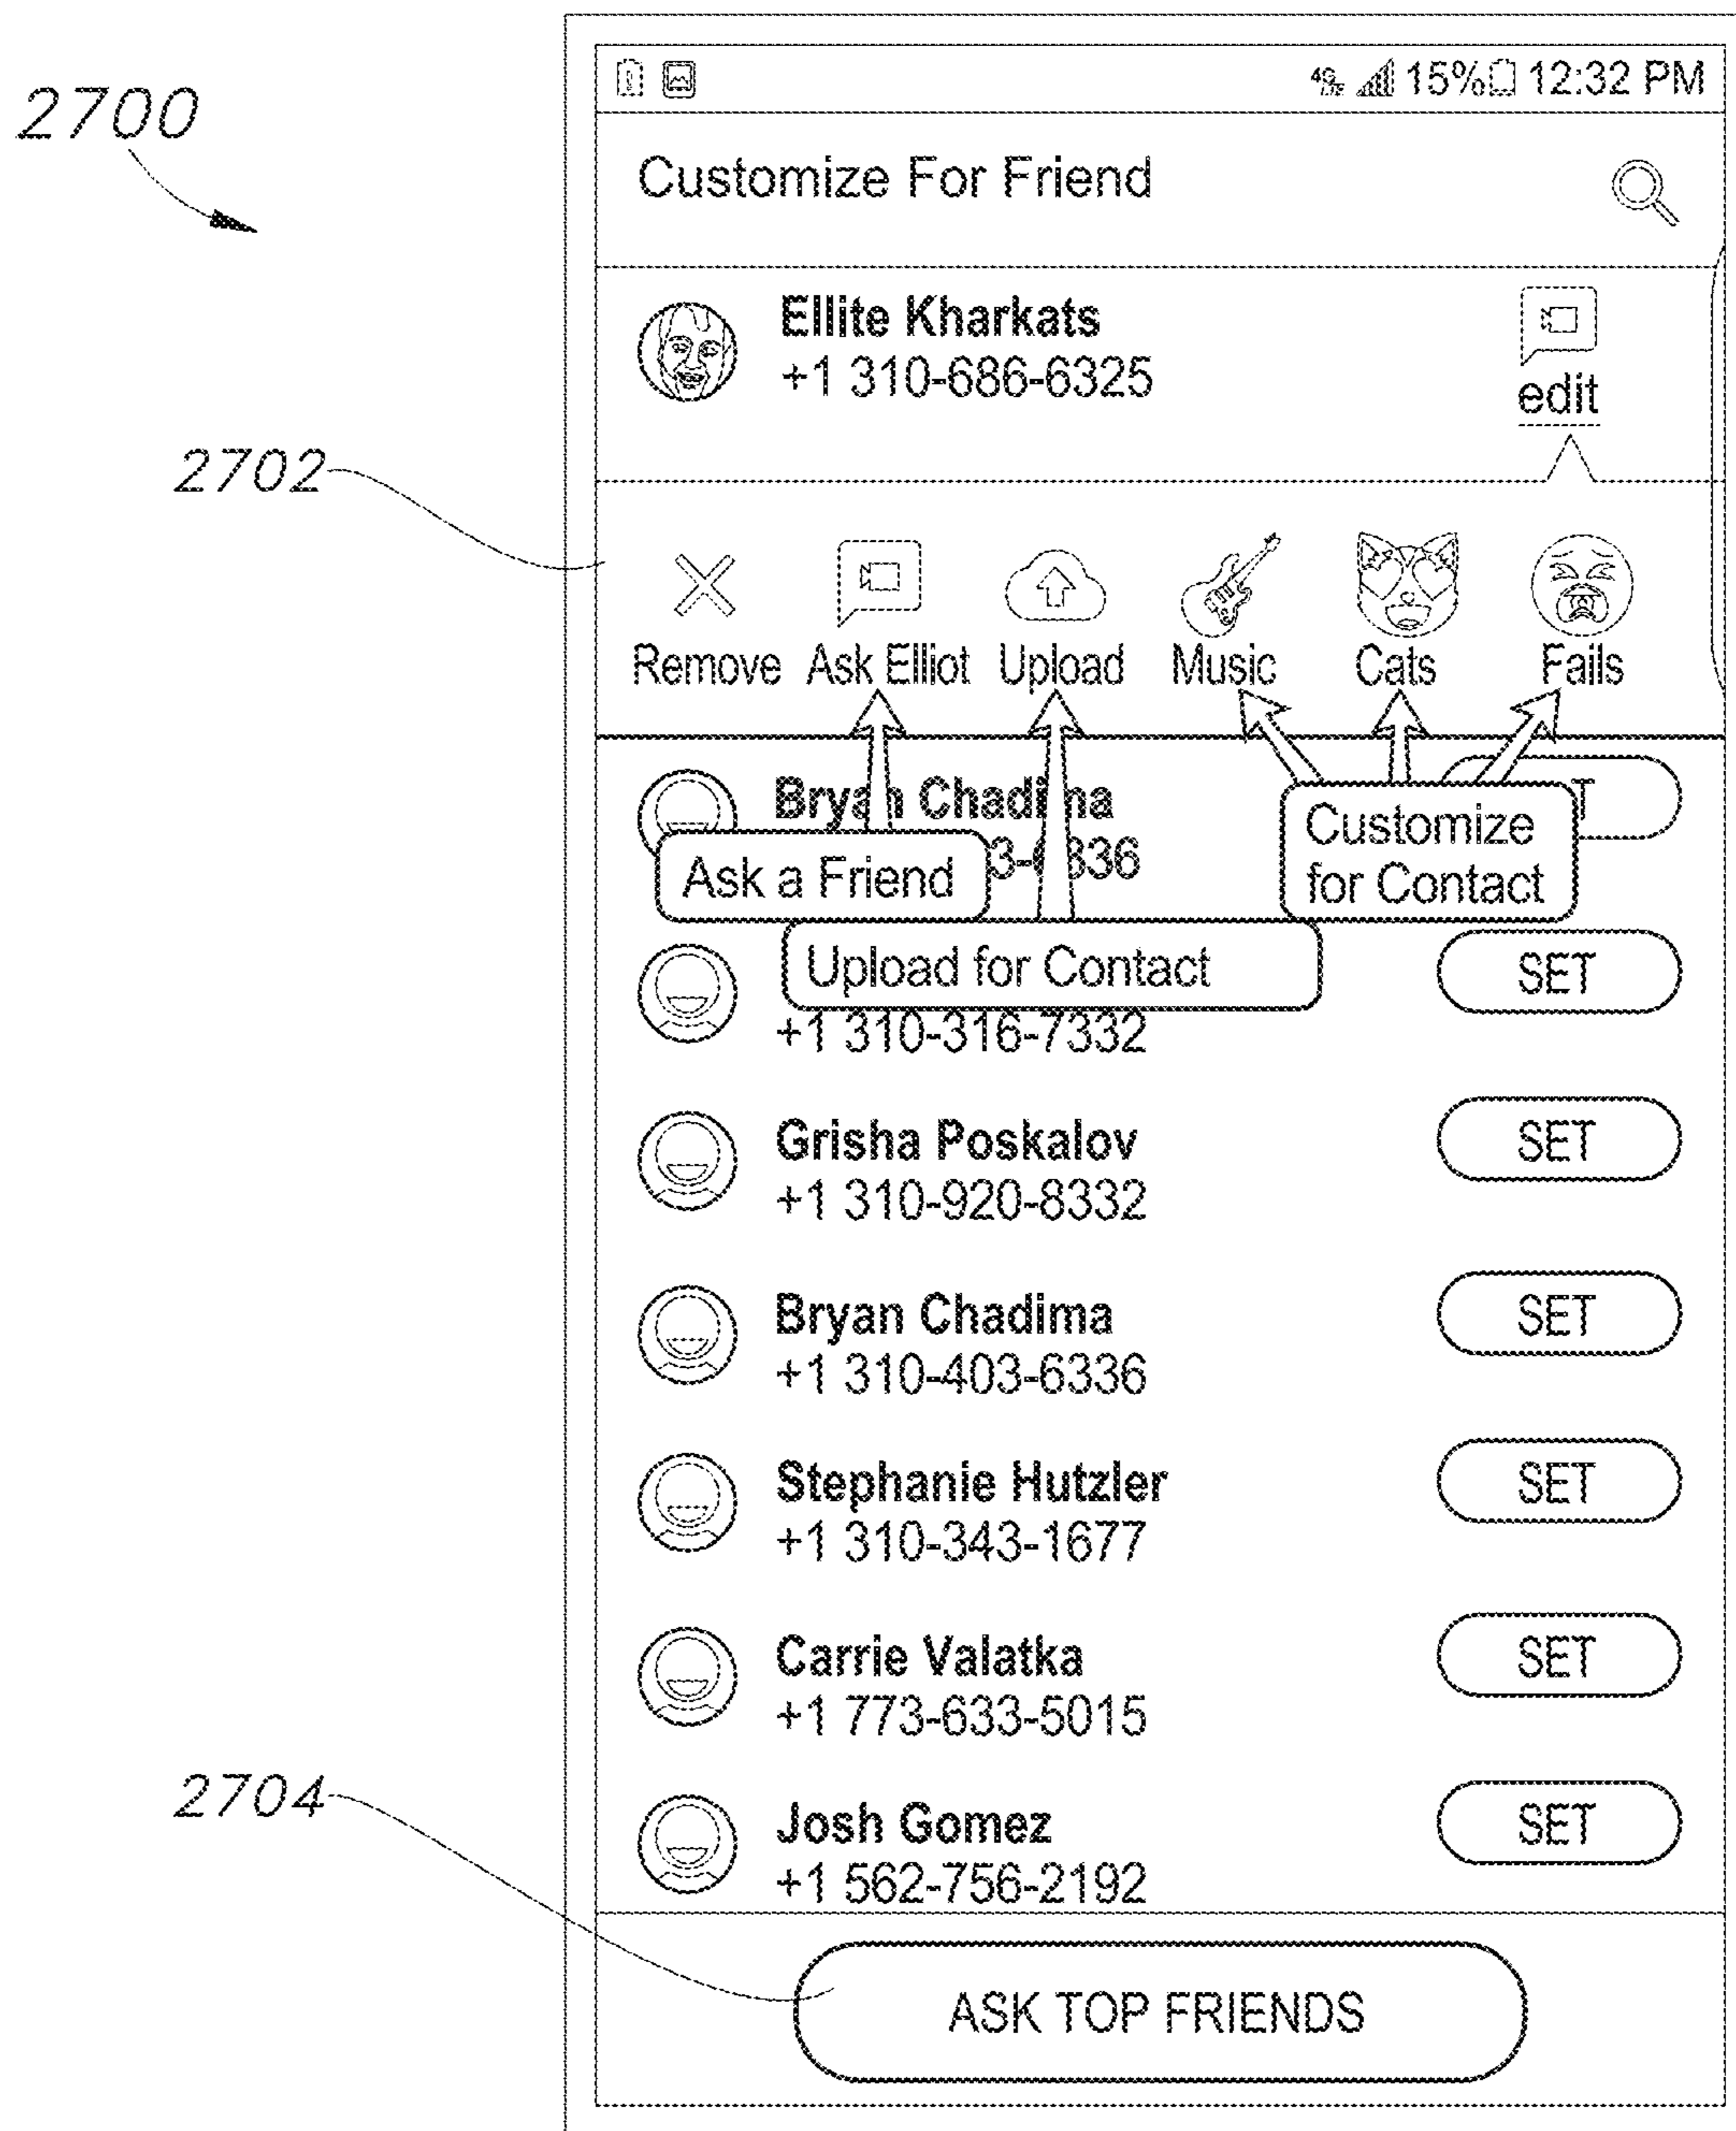 2700
15% 12:32 PM
Customize For Friend
Ellite Kharkats
+1 310-686-6325
edit
2702
Remove Ask Elliot Upload Music Cats Fails
Bryan Chadima
Customize
for Contact
Ask a Friend
Upload for Contact
SET
+1 310-316-7332
Grisha Poskalov
SET
+1 310-920-8332
Bryan Chadima
SET
+1 310-403-6336
Stephanie Hutzler
SET
+1 310-343-1677
Carrie Valatka
SET
+1 773-633-5015
2704
Josh Gomez
SET
+1 562-756-2192
ASK TOP FRIENDS